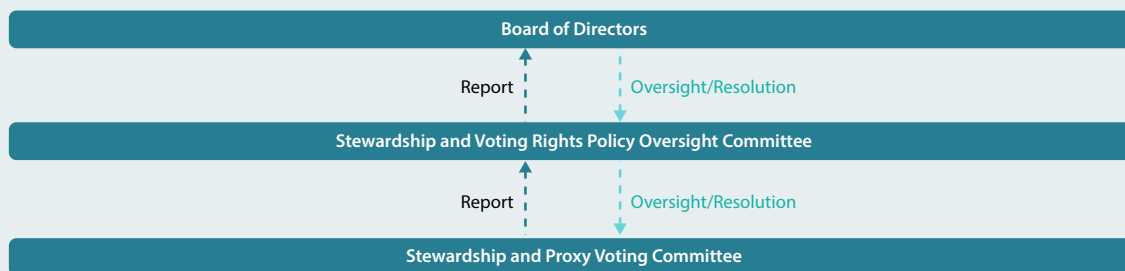 Board of Directors
Report
Oversight/Resolution
Stewardship and Voting Rights Policy Oversight Committee
Report
Oversight/Resolution
Stewardship and Proxy Voting Committee